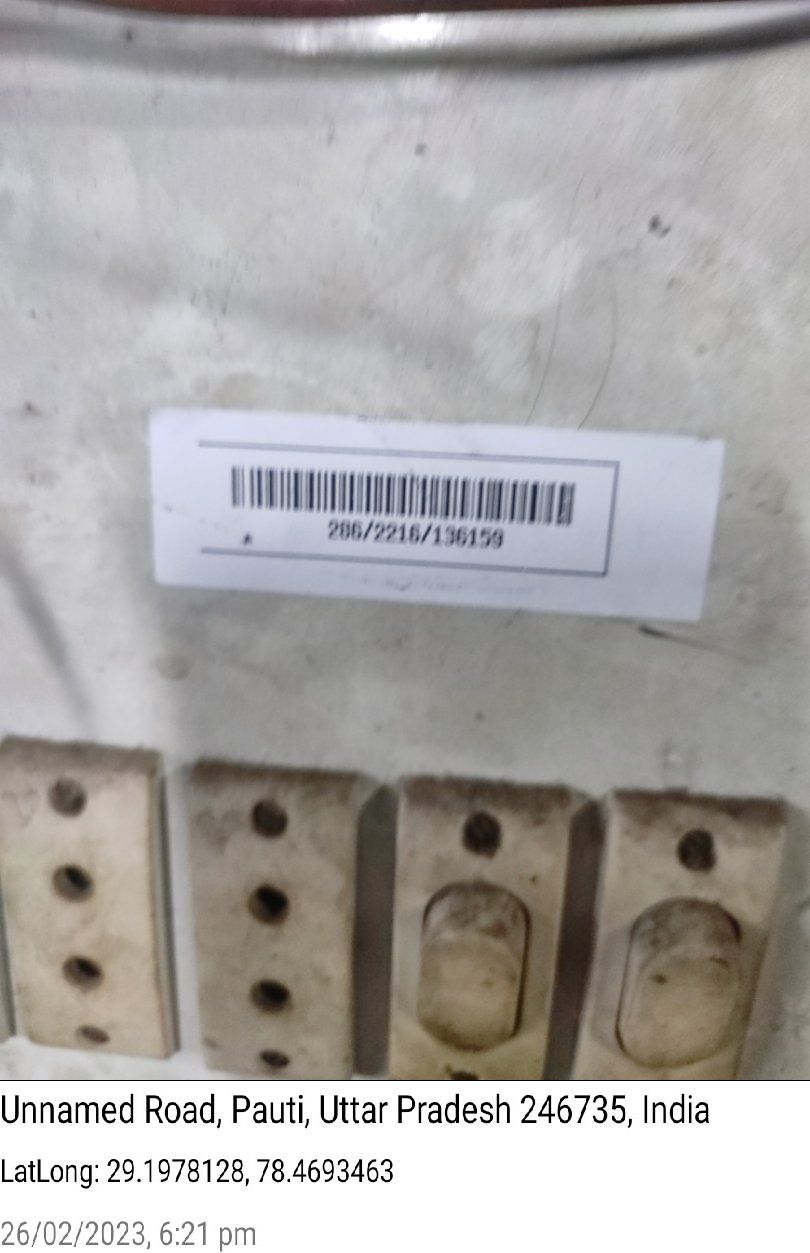 286/2216/136159
Unnamed Road, Pauti, Uttar Pradesh 246735, India
LatLong: 29.1978128, 78.4693463
26/02/2023, 6:21 pm